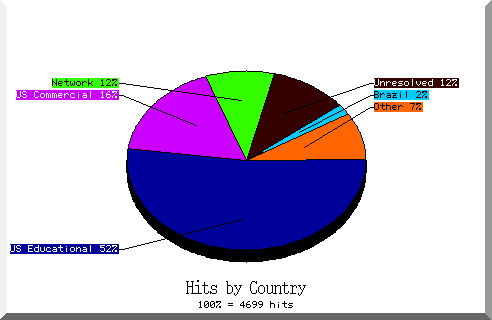 Network 12%
Unresolved 12%
US Commercial 16%
Brazil 2%
Other 7%
US Educational 52%
Hits by Country
100% = 4699 hits